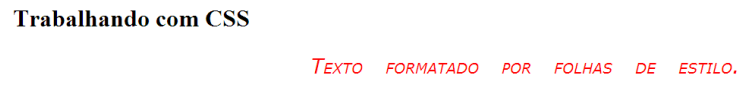 Trabalhando com CSS
Texto formatado por folhas de estilo.